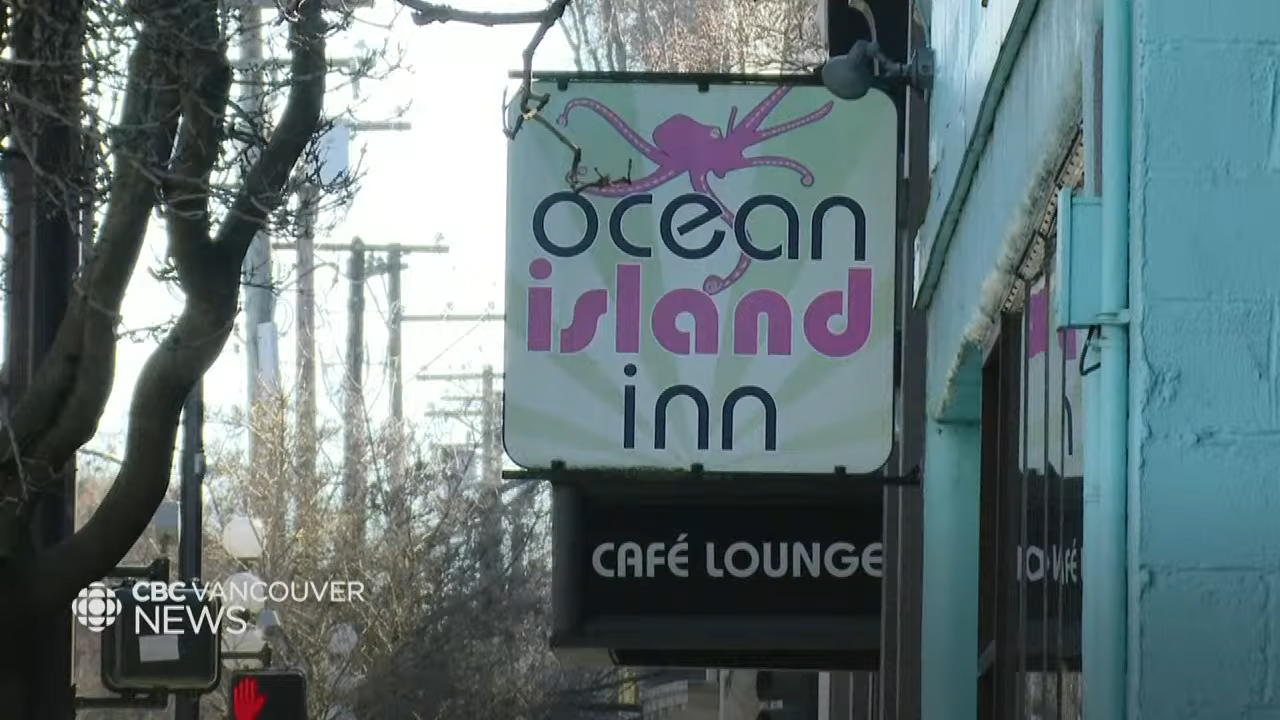 ocean
island
inn
CAFÉ LOUNGE
CBC VANCOUVER
NEWS